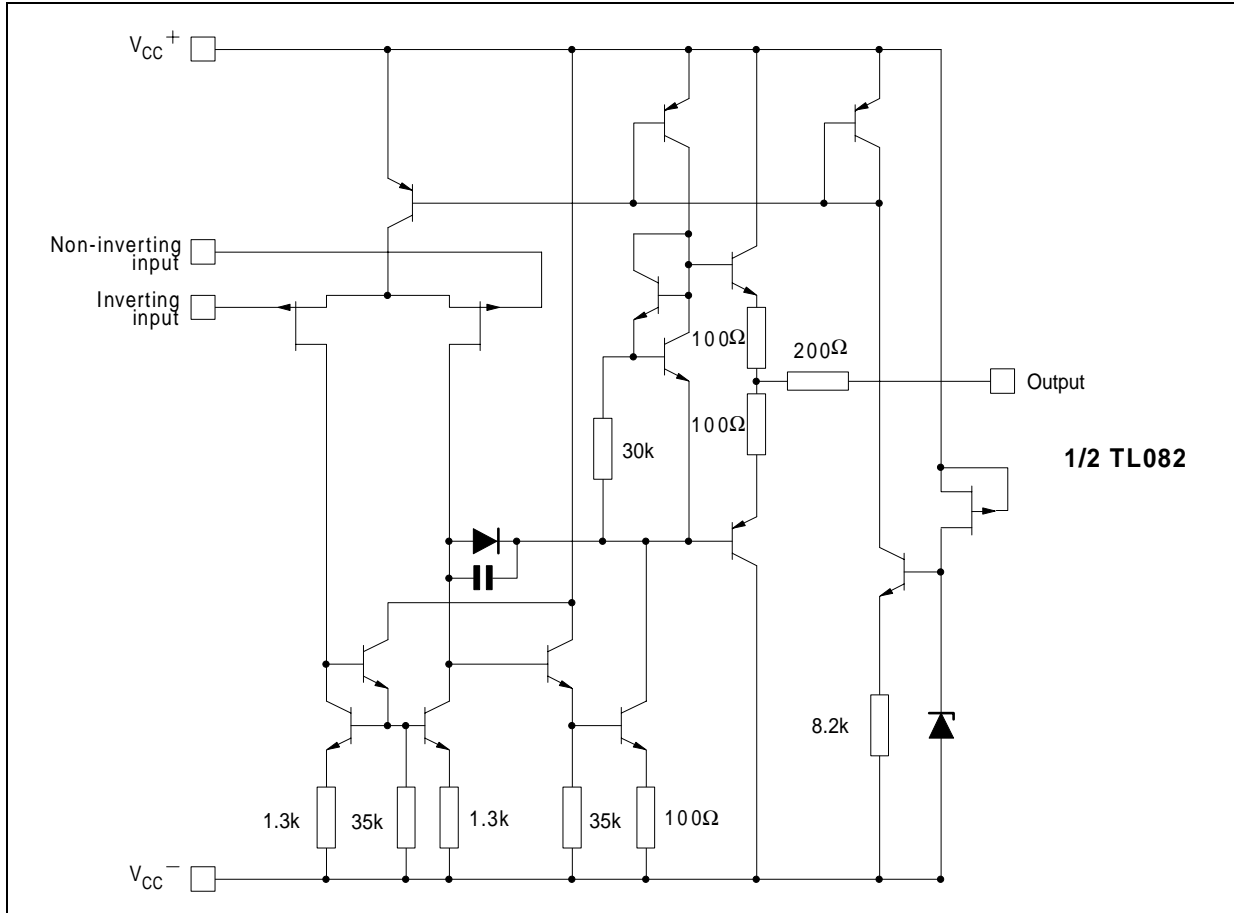 VCC+
Non-inverting
input
Inverting
input
100Ω
200Ω
Output
100Ω
30k
1/2 TL082
8.2k
1.3k
35k
1.3k
35k
100Ω
VCC−